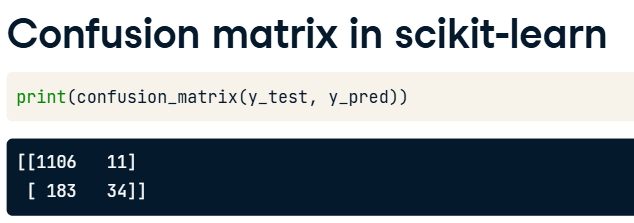 Confusion matrix in scikit-learn
print(confusion_matrix(y_test, y_pred))
[[1106   11]
 [ 183   34]]